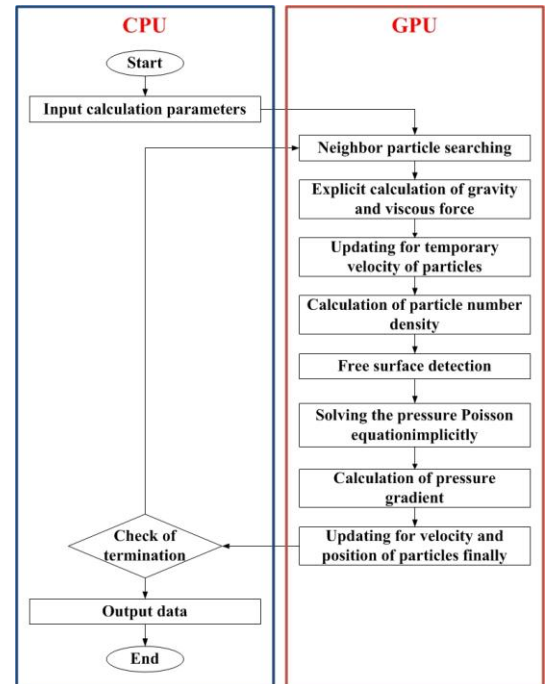 CPU
Start
Input calculation parameters
Check of
termination
Output data
End
GPU
Neighbor particle searching
Explicit calculation of gravity
and viscous force
Updating for temporary
velocity of particles
Calculation of particle number
density
Free surface detection
Solving the pressure Poisson
equationimplicitly
Calculation of pressure
gradient
Updating for velocity and
position of particles finally